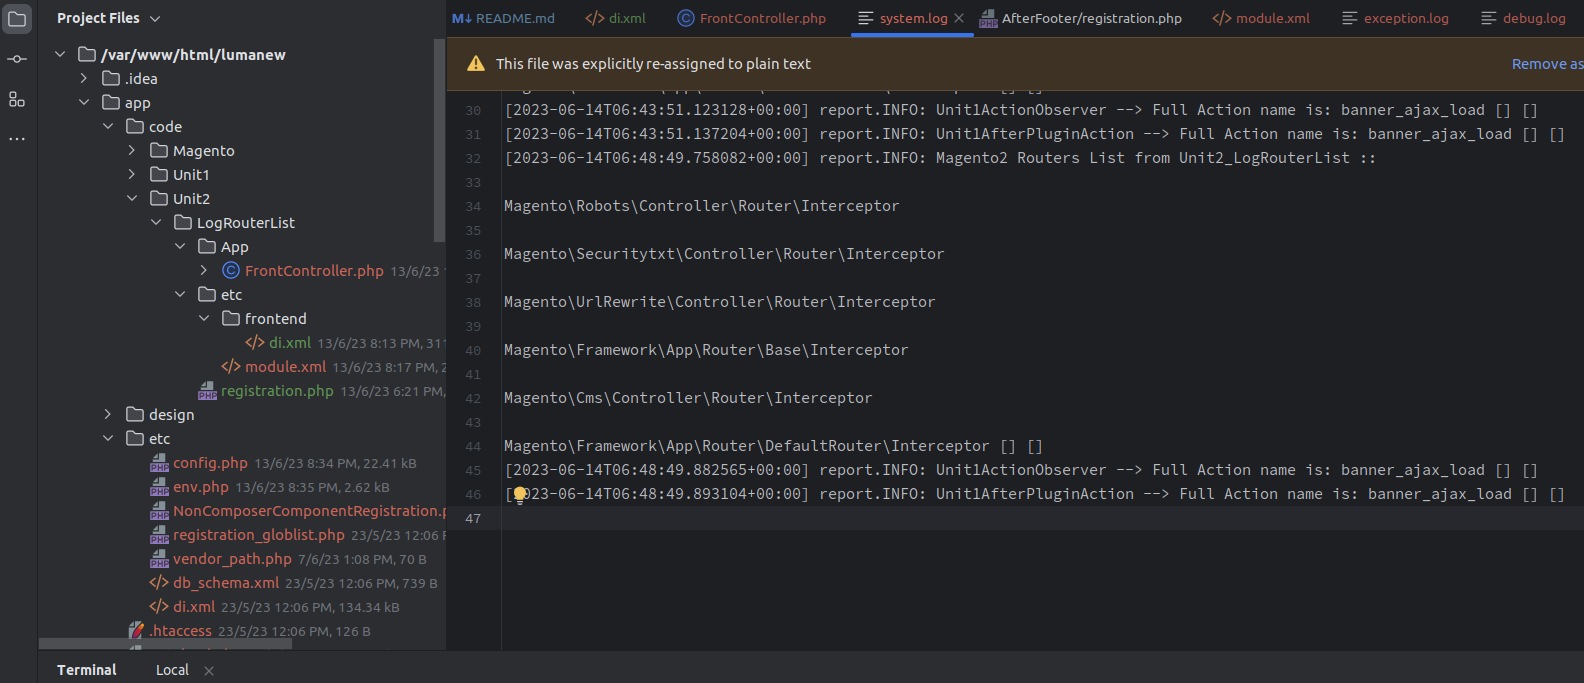 Project Files
README.md
di.xml
FrontController.php
system.log
AfterFooter/registration.php
module.xml
exception.log
debug.log
This file was explicitly re-assigned to plain text
Remove as
/var/www/html/lumanew
.idea
app
code
Magento
Unit1
Unit2
LogRouterList
App
FrontController.php 13/6/23
etc
frontend
di.xml 13/6/23 8:13 PM, 311
module.xml 13/6/23 8:17 PM, 2
registration.php 13/6/23 6:21 PM,
design
etc
config.php 13/6/23 8:34 PM, 22.41 kB
env.php 13/6/23 8:35 PM, 2.62 kB
NonComposerComponentRegistration.p
registration_globlist.php 23/5/23 12:06
vendor_path.php 7/6/23 1:08 PM, 70 B
db_schema.xml 23/5/23 12:06 PM, 739 B
di.xml 23/5/23 12:06 PM, 134.34 kB
.htaccess 23/5/23 12:06 PM, 126 B
30 [2023-06-14T06:43:51.123128+00:00] report.INFO: Unit1ActionObserver --> Full Action name is: banner_ajax_load [] []
31 [2023-06-14T06:43:51.137204+00:00] report.INFO: Unit1AfterPluginAction --> Full Action name is: banner_ajax_load [] []
32 [2023-06-14T06:48:49.758082+00:00] report.INFO: Magento2 Routers List from Unit2_LogRouterList ::
33
34 Magento\Robots\Controller\Router\Interceptor
35
36 Magento\Securitytxt\Controller\Router\Interceptor
37
38 Magento\UrlRewrite\Controller\Router\Interceptor
39
40 Magento\Framework\App\Router\Base\Interceptor
41
42 Magento\Cms\Controller\Router\Interceptor
43
44 Magento\Framework\App\Router\DefaultRouter\Interceptor [] []
45 [2023-06-14T06:48:49.882565+00:00] report.INFO: Unit1ActionObserver --> Full Action name is: banner_ajax_load [] []
46 [2023-06-14T06:48:49.893104+00:00] report.INFO: Unit1AfterPluginAction --> Full Action name is: banner_ajax_load [] []
47
Terminal
Local